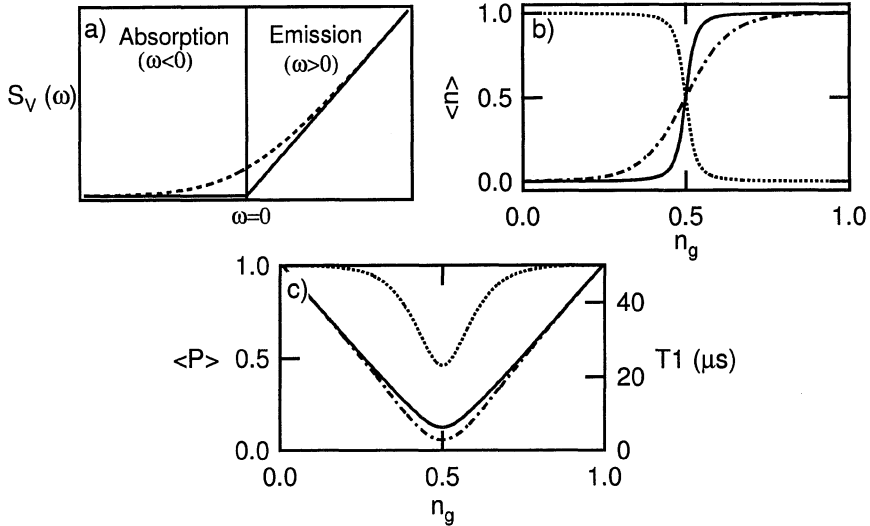 a)
Absorption
(ω<0)
Emission
(ω>0)
S_V (ω)
ω=0
b)
1.0
0.5
0.0
<n>
0.0
0.5
1.0
n_g
c)
1.0
0.5
0.0
<P>
40
20
0
T1 (μs)
0.0
0.5
1.0
n_g